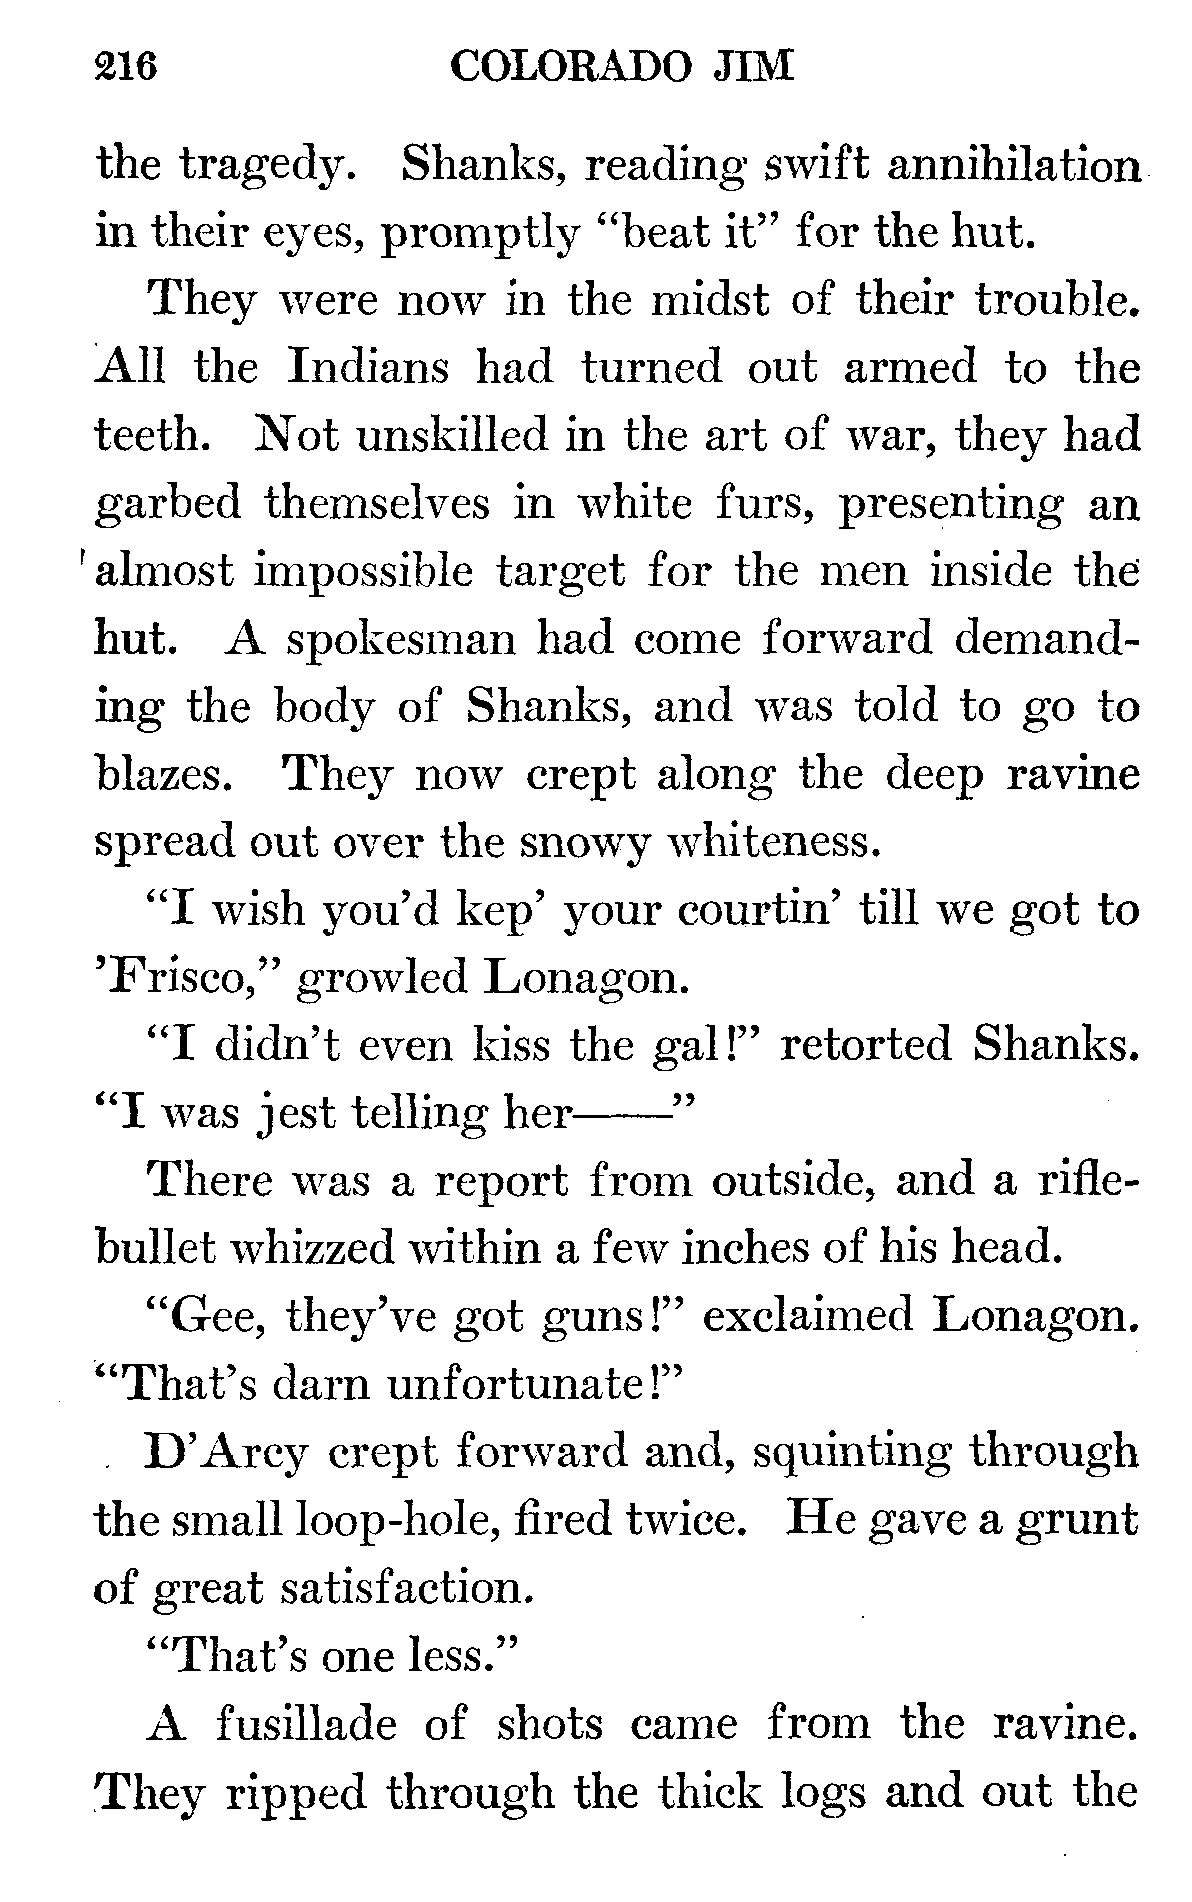 216 COLORADO JIM
the tragedy. Shanks, reading swift annihilation
in their eyes, promptly “beat it” for the hut.
They were now in the midst of their trouble.
All the Indians had turned out armed to the
teeth. Not unskilled in the art of war, they had
garbed themselves in white furs, presenting an
almost impossible target for the men inside the
hut. A spokesman had come forward demand-
ing the body of Shanks, and was told to go to
blazes. They now crept along the deep ravine
spread out over the snowy whiteness.
“I wish you’d kep’ your courtin’ till we got to
’Frisco,” growled Lonagon.
“I didn’t even kiss the gal!” retorted Shanks.
“I was jest telling her——”
There was a report from outside, and a rifle-
bullet whizzed within a few inches of his head.
“Gee, they’ve got guns!” exclaimed Lonagon.
“That’s darn unfortunate!”
D’Arcy crept forward and, squinting through
the small loop-hole, fired twice. He gave a grunt
of great satisfaction.
“That’s one less.”
A fusillade of shots came from the ravine.
They ripped through the thick logs and out the